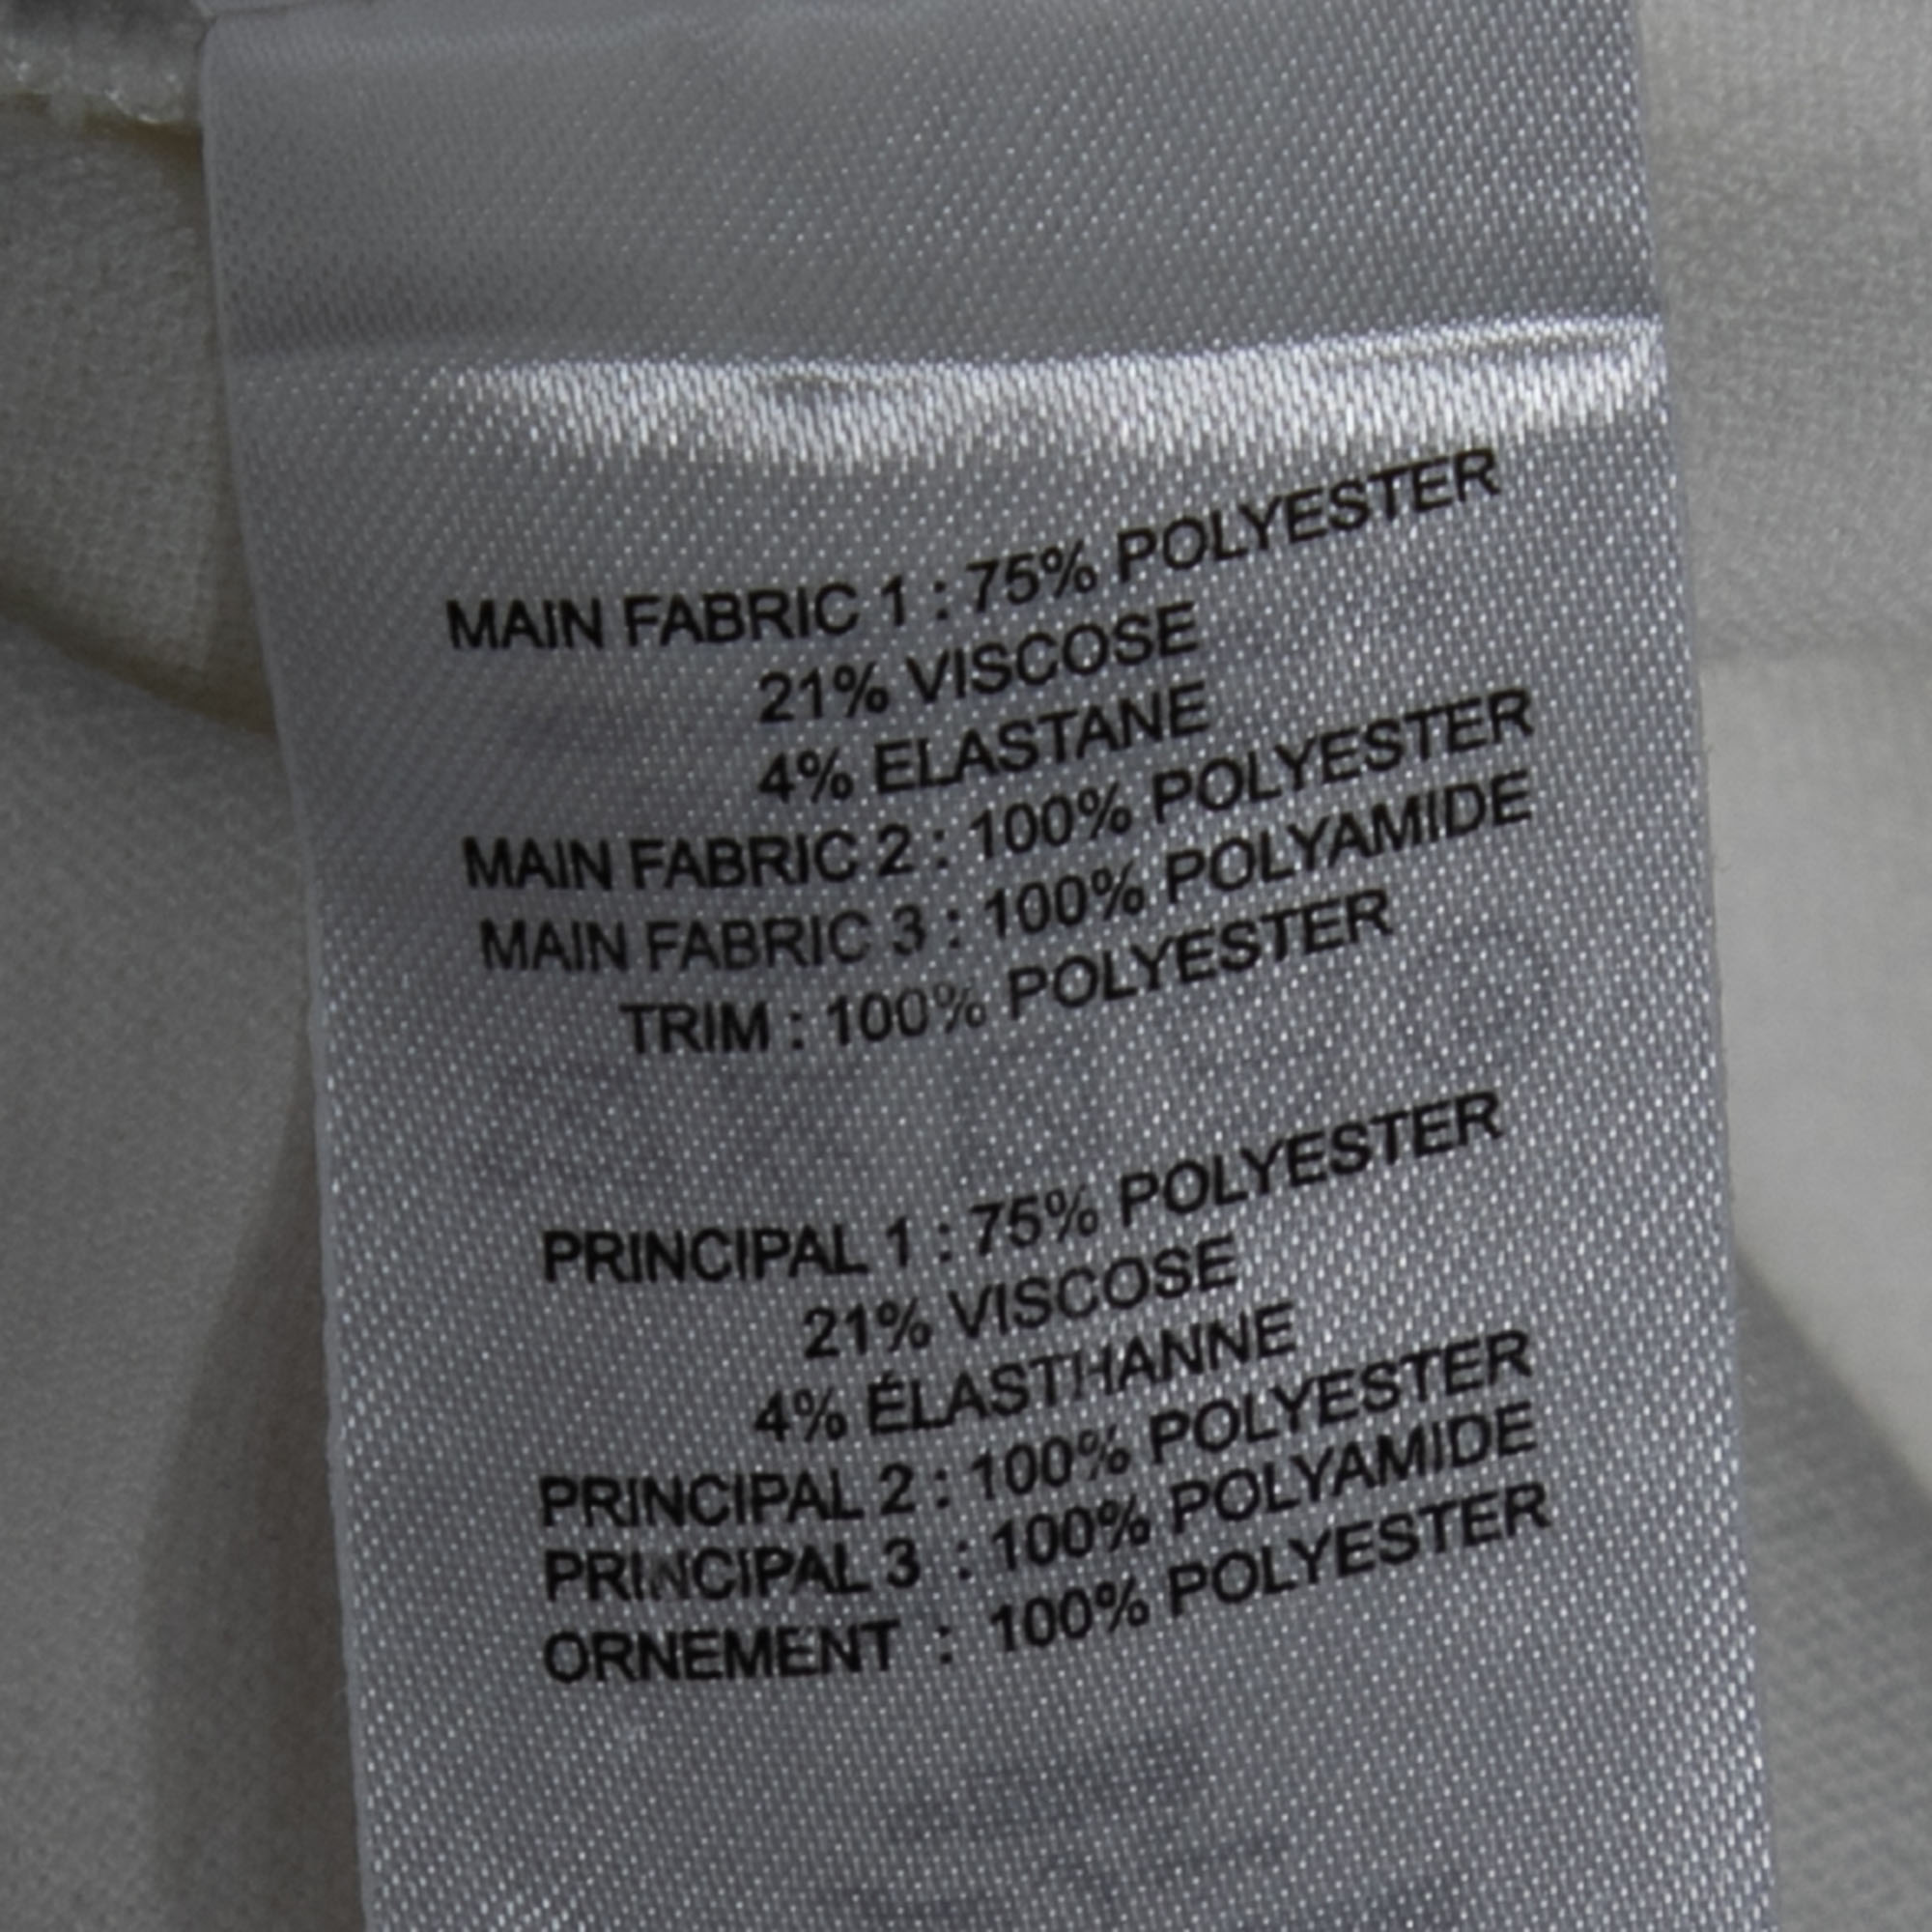 MAIN FABRIC 1 : 75% POLYESTER
21% VISCOSE
4% ELASTANE
MAIN FABRIC 2 : 100% POLYESTER
MAIN FABRIC 3 : 100% POLYAMIDE
TRIM : 100% POLYESTER
PRINCIPAL 1 : 75% POLYESTER
21% VISCOSE
4% ÉLASTHANNE
PRINCIPAL 2 : 100% POLYESTER
PRINCIPAL 3 : 100% POLYAMIDE
ORNEMENT : 100% POLYESTER